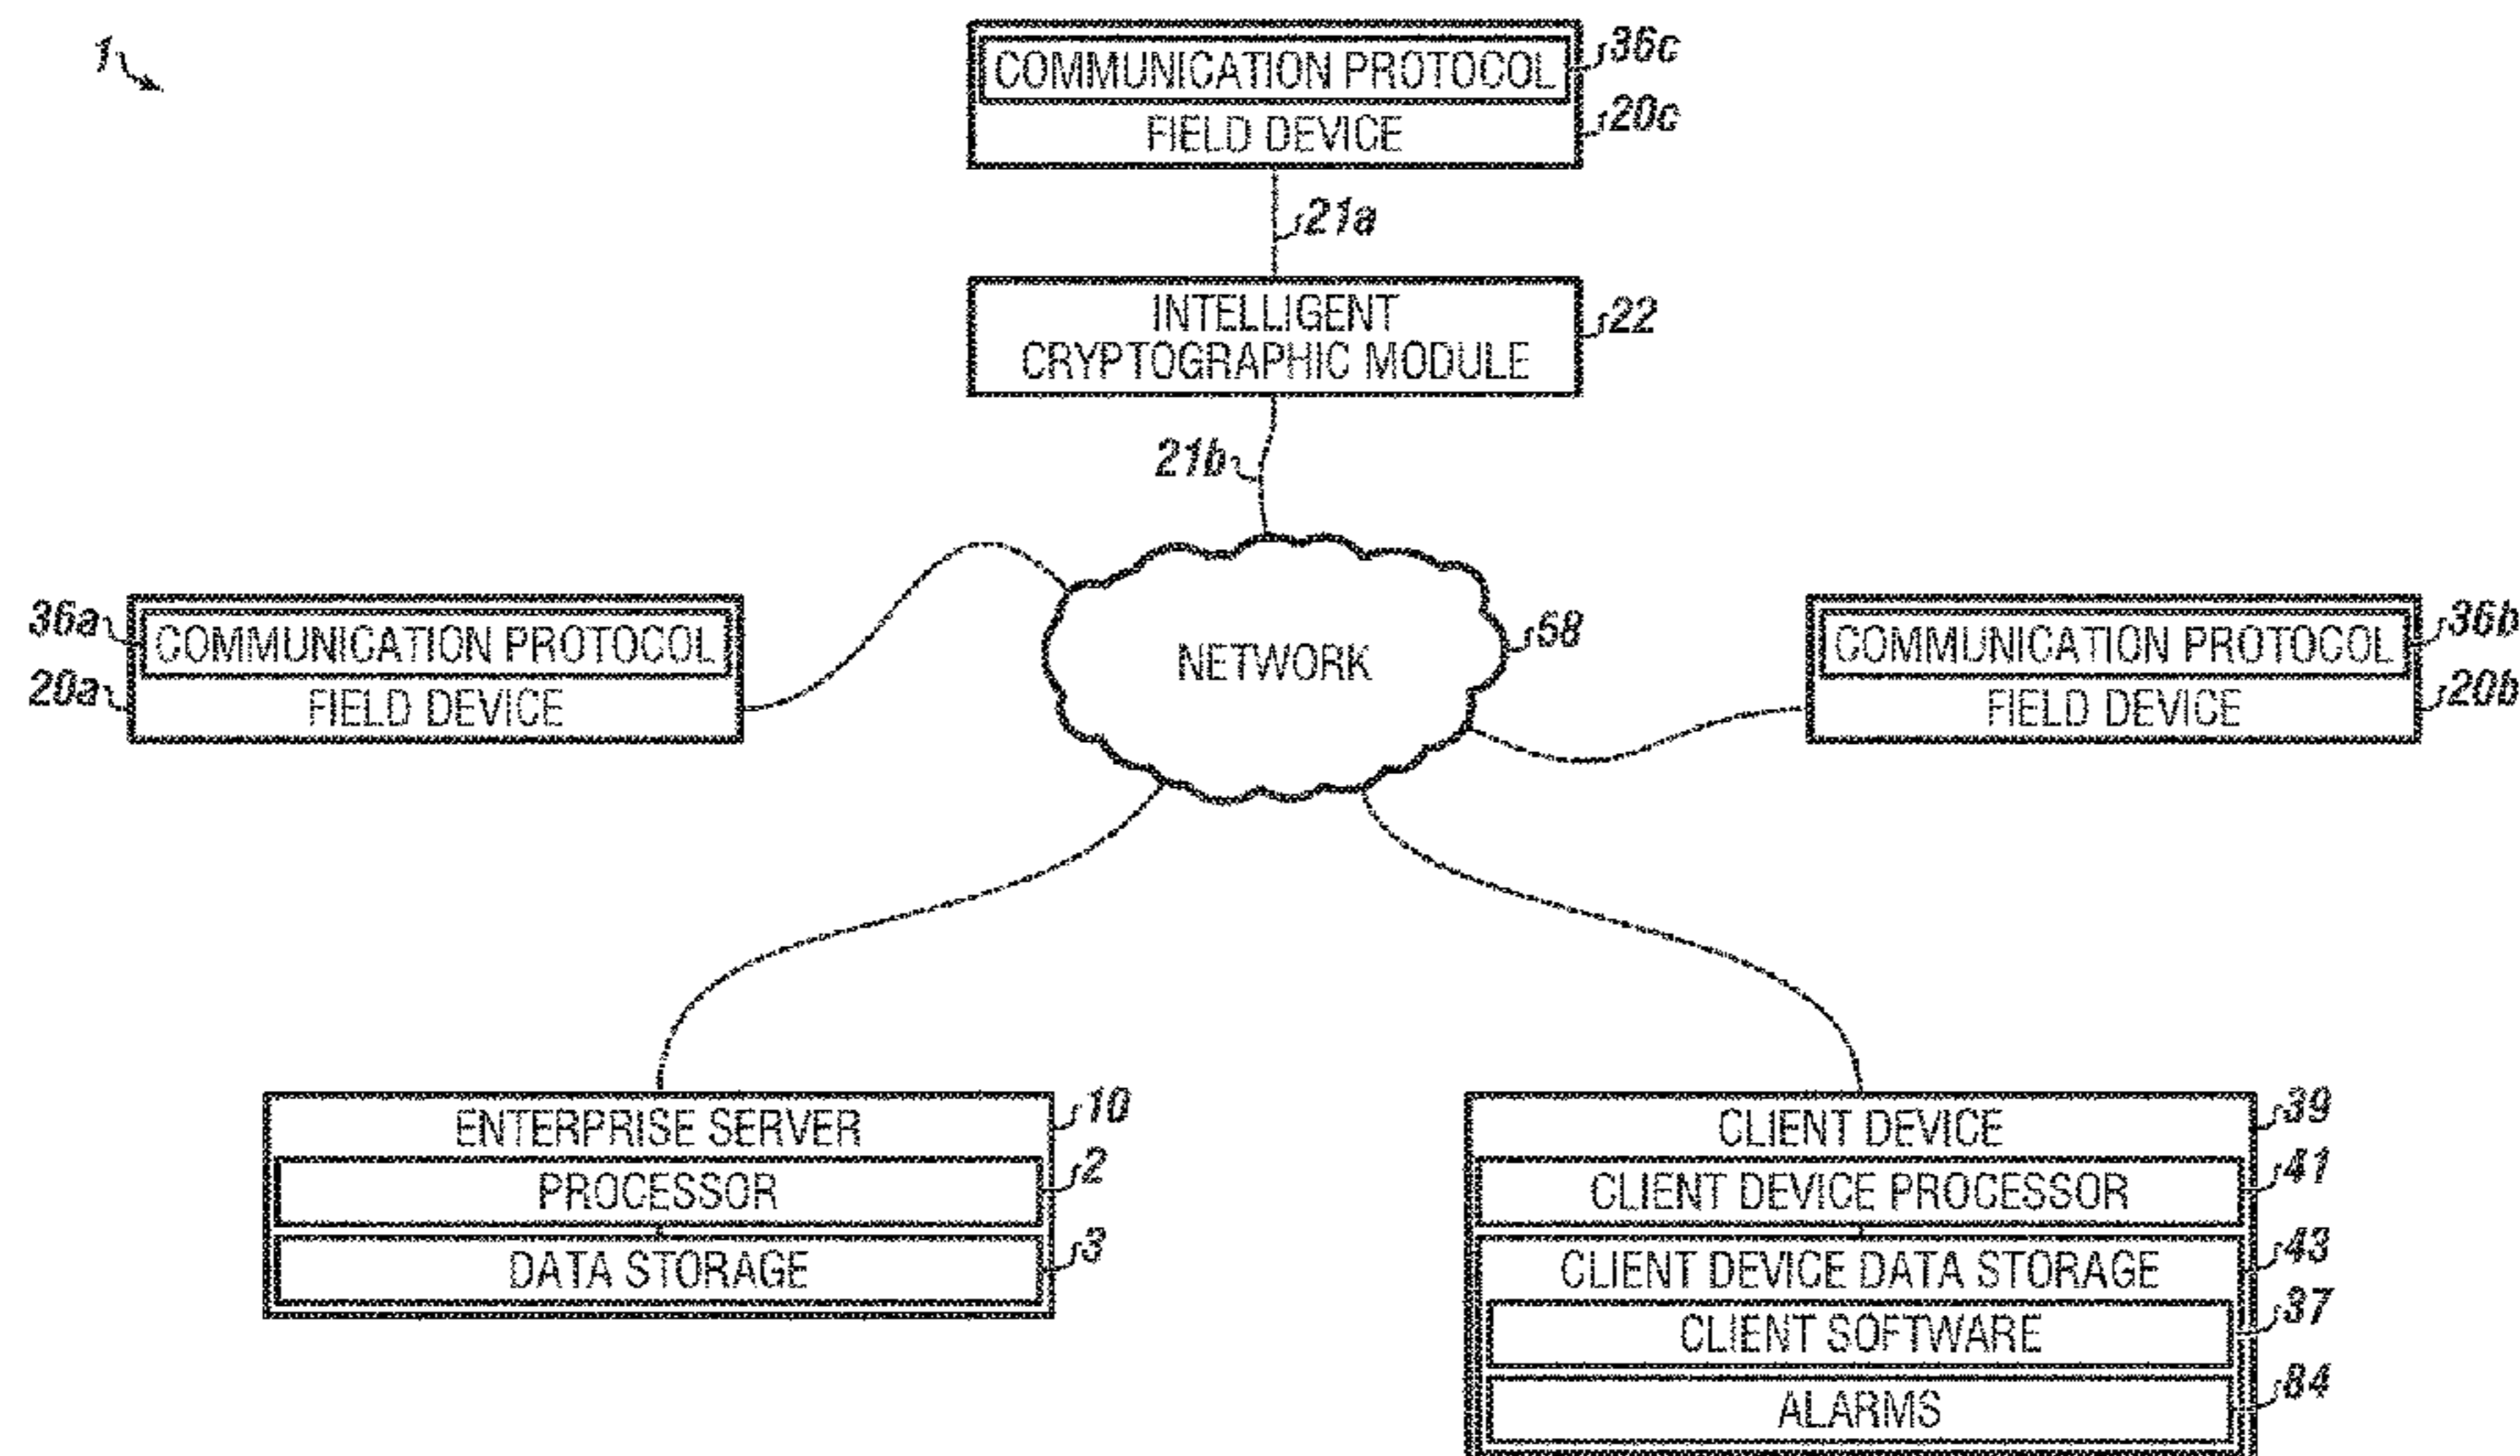 1
COMMUNICATION PROTOCOL
36c
FIELD DEVICE
20c
21a
INTELLIGENT
CRYPTOGRAPHIC MODULE
22
21b
36a
COMMUNICATION PROTOCOL
20a
FIELD DEVICE
NETWORK
68
COMMUNICATION PROTOCOL
36b
FIELD DEVICE
20b
ENTERPRISE SERVER
10
PROCESSOR
2
DATA STORAGE
3
CLIENT DEVICE
39
CLIENT DEVICE PROCESSOR
41
CLIENT DEVICE DATA STORAGE
43
CLIENT SOFTWARE
37
ALARMS
84